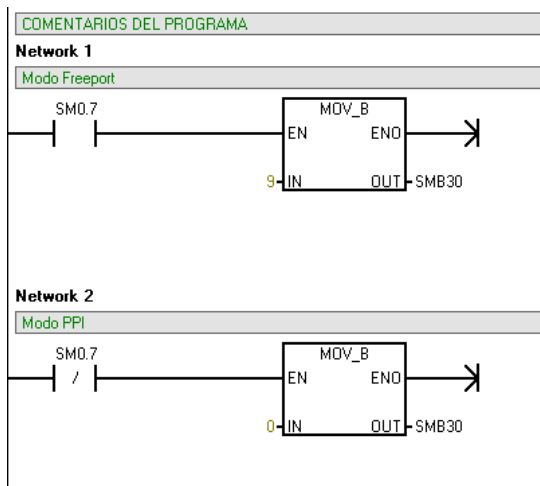 COMENTARIOS DEL PROGRAMA
Network 1
Modo Freeport
SM0.7
MOV_B
EN ENO
9 IN OUT SMB30
Network 2
Modo PPI
SM0.7
/
MOV_B
EN ENO
0 IN OUT SMB30